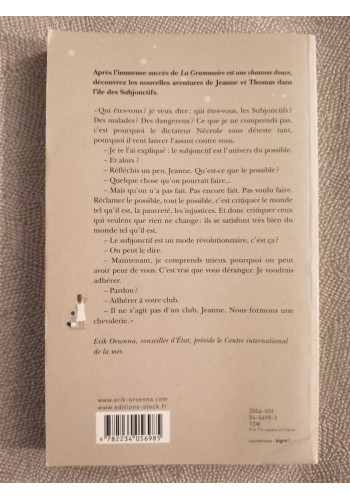 Après l'immense succès de La Grammaire est une chanson douce,
découvrez les nouvelles aventures de Jeanne et Thomas dans
l'île des Subjonctifs.
« Qui êtes-vous ? je veux dire : qui êtes-vous, les Subjonctifs ?
Des malades ? Des dangereux ? Ce que je ne comprends pas,
c'est pourquoi le dictateur Nécrole vous déteste tant,
pourquoi il veut lancer l'assaut contre vous.
– Je te l'ai expliqué : le subjonctif est l'univers du possible.
– Et alors ?
– Réfléchis un peu, Jeanne. Qu'est-ce que le possible ?
– Quelque chose qu'on pourrait faire...
– Mais qu'on n'a pas fait. Pas encore fait. Pas voulu faire.
Réclamer le possible, tout le possible, c'est critiquer le monde
tel qu'il est, la pauvreté, les injustices. Et donc critiquer ceux
qui veulent que rien ne change : ils se satisfont très bien du
monde tel qu'il est.
– Le subjonctif est un mode révolutionnaire, c'est ça ?
– On peut le dire.
– Maintenant, je comprends mieux pourquoi on peut
avoir peur de vous. C'est vrai que vous dérangez. Je voudrais
adhérer.
– Pardon ?
– Adhérer à votre club.
– Il ne s'agit pas d'un club, Jeanne. Nous formons une
chevalerie. »
Erik Orsenna, conseiller d'État, préside le Centre international
de la mer.
www.erik-orsenna.com
www.editions-stock.fr
9 782234 056985
2004-VIII
54-5698-3